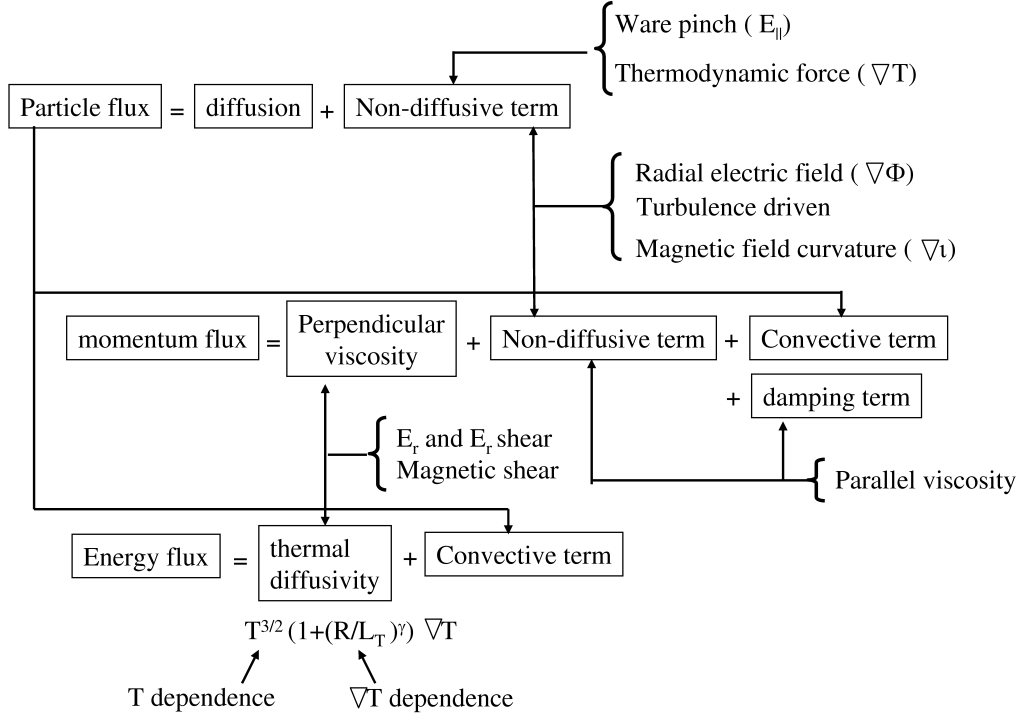 Ware pinch ( E||)
Thermodynamic force ( ▽T)
Particle flux = diffusion + Non-diffusive term
Radial electric field ( ▽Φ)
Turbulence driven
Magnetic field curvature ( ▽ι)
momentum flux = Perpendicular viscosity + Non-diffusive term + Convective term
+ damping term
Er and Er shear
Magnetic shear
Parallel viscosity
Energy flux = thermal diffusivity + Convective term
T3/2 (1+(R/LT )γ) ▽T
T dependence
▽T dependence